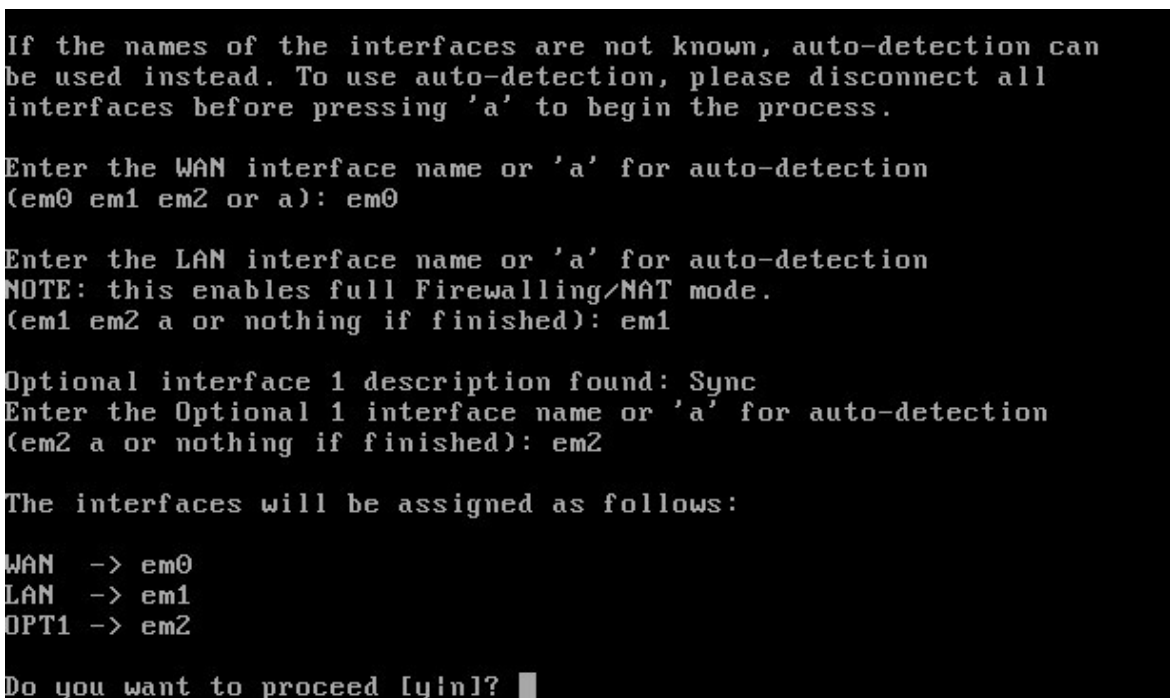 If the names of the interfaces are not known, auto-detection can
be used instead. To use auto-detection, please disconnect all
interfaces before pressing 'a' to begin the process.
Enter the WAN interface name or 'a' for auto-detection
(em0 em1 em2 or a): em0
Enter the LAN interface name or 'a' for auto-detection
NOTE: this enables full Firewalling/NAT mode.
(em1 em2 a or nothing if finished): em1
Optional interface 1 description found: Sync
Enter the Optional 1 interface name or 'a' for auto-detection
(em2 a or nothing if finished): em2
The interfaces will be assigned as follows:
WAN -> em0
LAN -> em1
OPT1 -> em2
Do you want to proceed [y|n]?